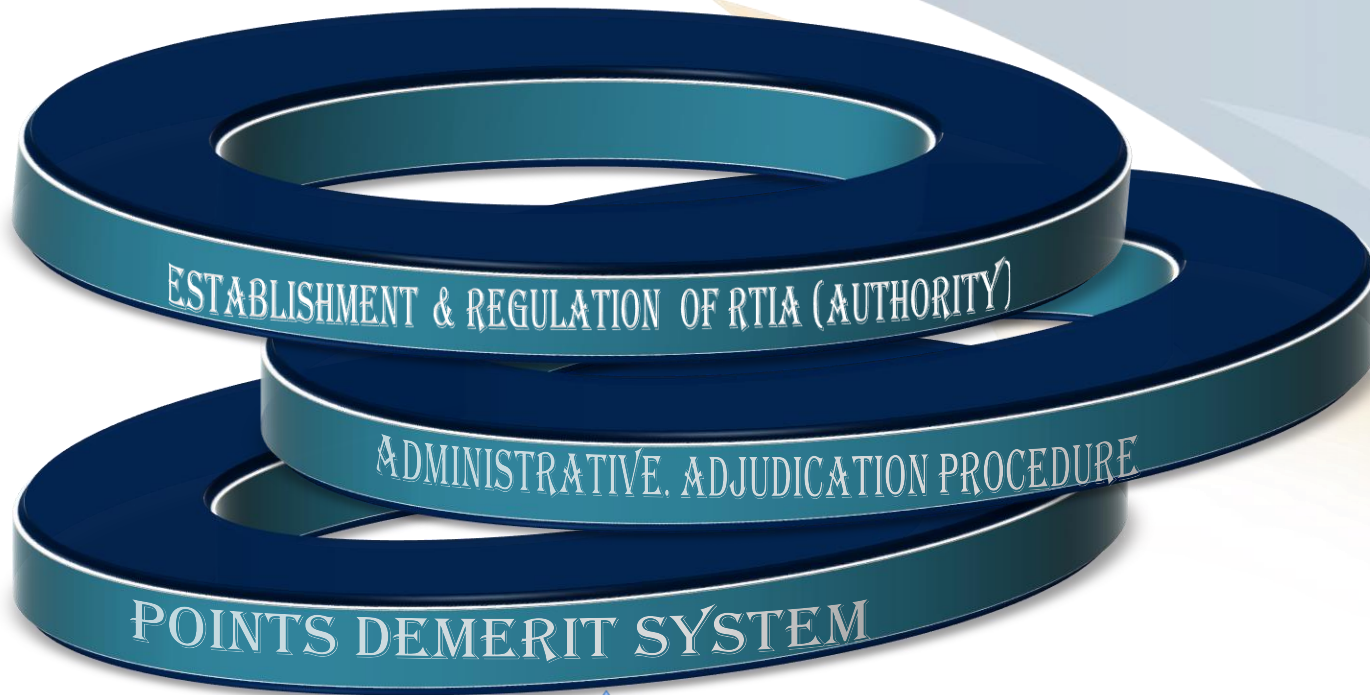 ESTABLISHMENT & REGULATION OF RTIA (AUTHORITY)
ADMINISTRATIVE. ADJUDICATION PROCEDURE
POINTS DEMERIT SYSTEM